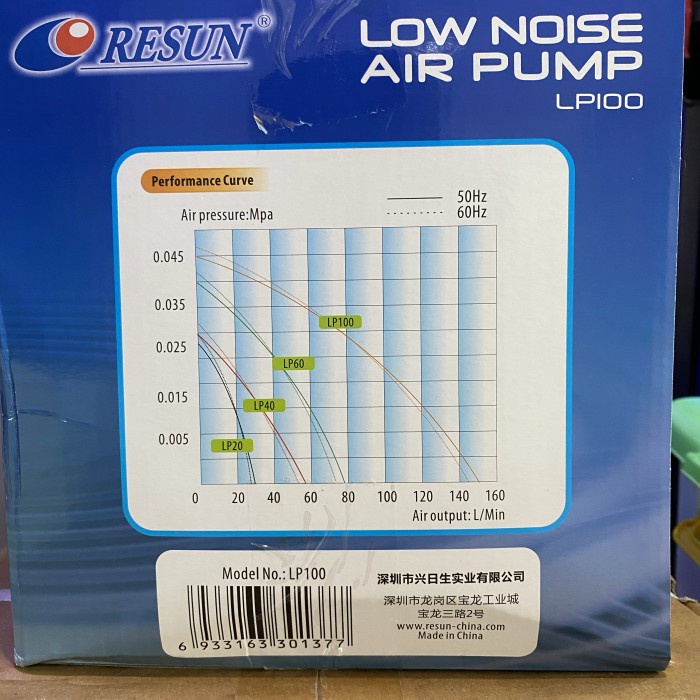 RESUN®
LOW NOISE
AIR PUMP
LP100
Performance Curve
Air pressure:Mpa
50Hz
60Hz
0.045
0.035
0.025
0.015
0.005
LP100
LP60
LP40
LP20
0 20 40 60 80 100 120 140 160
Air output: L/Min
Model No.: LP100
6 933163 301377
深圳市兴日生实业有限公司
深圳市龙岗区宝龙工业城
宝龙三路2号
www.resun-china.com
Made in China